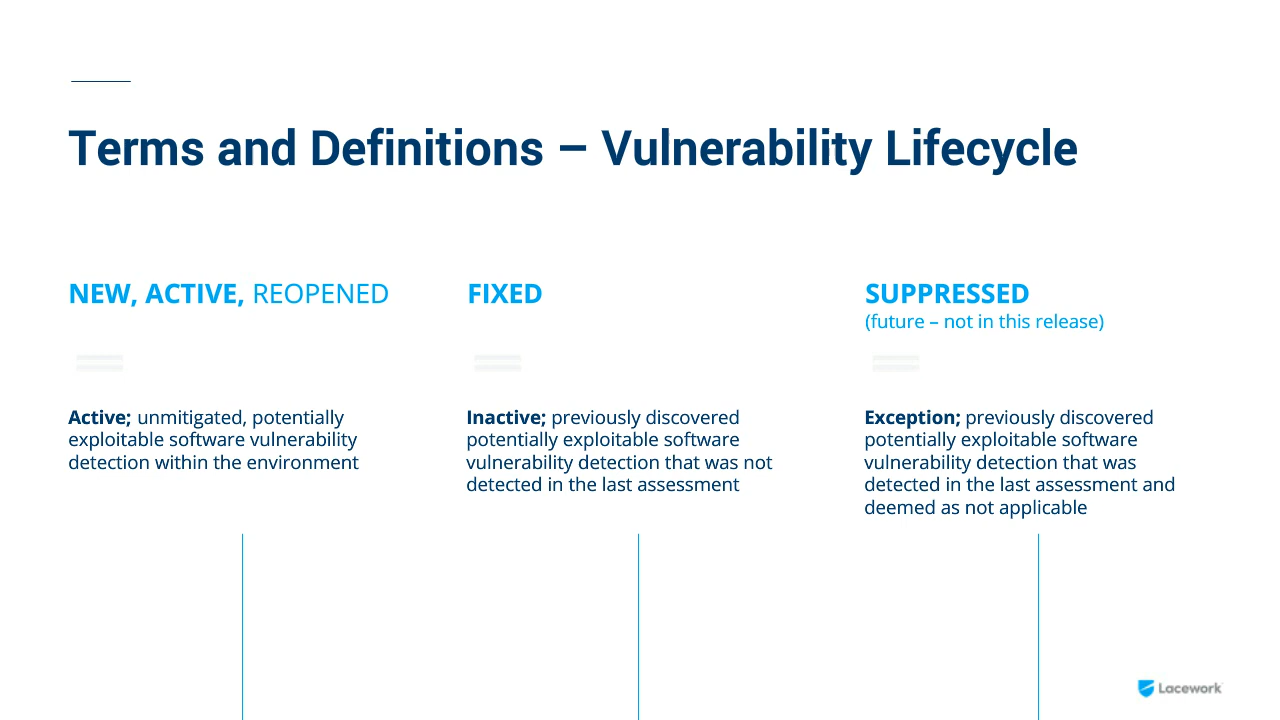 Terms and Definitions – Vulnerability Lifecycle
NEW, ACTIVE, REOPENED
Active; unmitigated, potentially
exploitable software vulnerability
detection within the environment
FIXED
Inactive; previously discovered
potentially exploitable software
vulnerability detection that was not
detected in the last assessment
SUPPRESSED
(future – not in this release)
Exception; previously discovered
potentially exploitable software
vulnerability detection that was
detected in the last assessment and
deemed as not applicable
Lacework